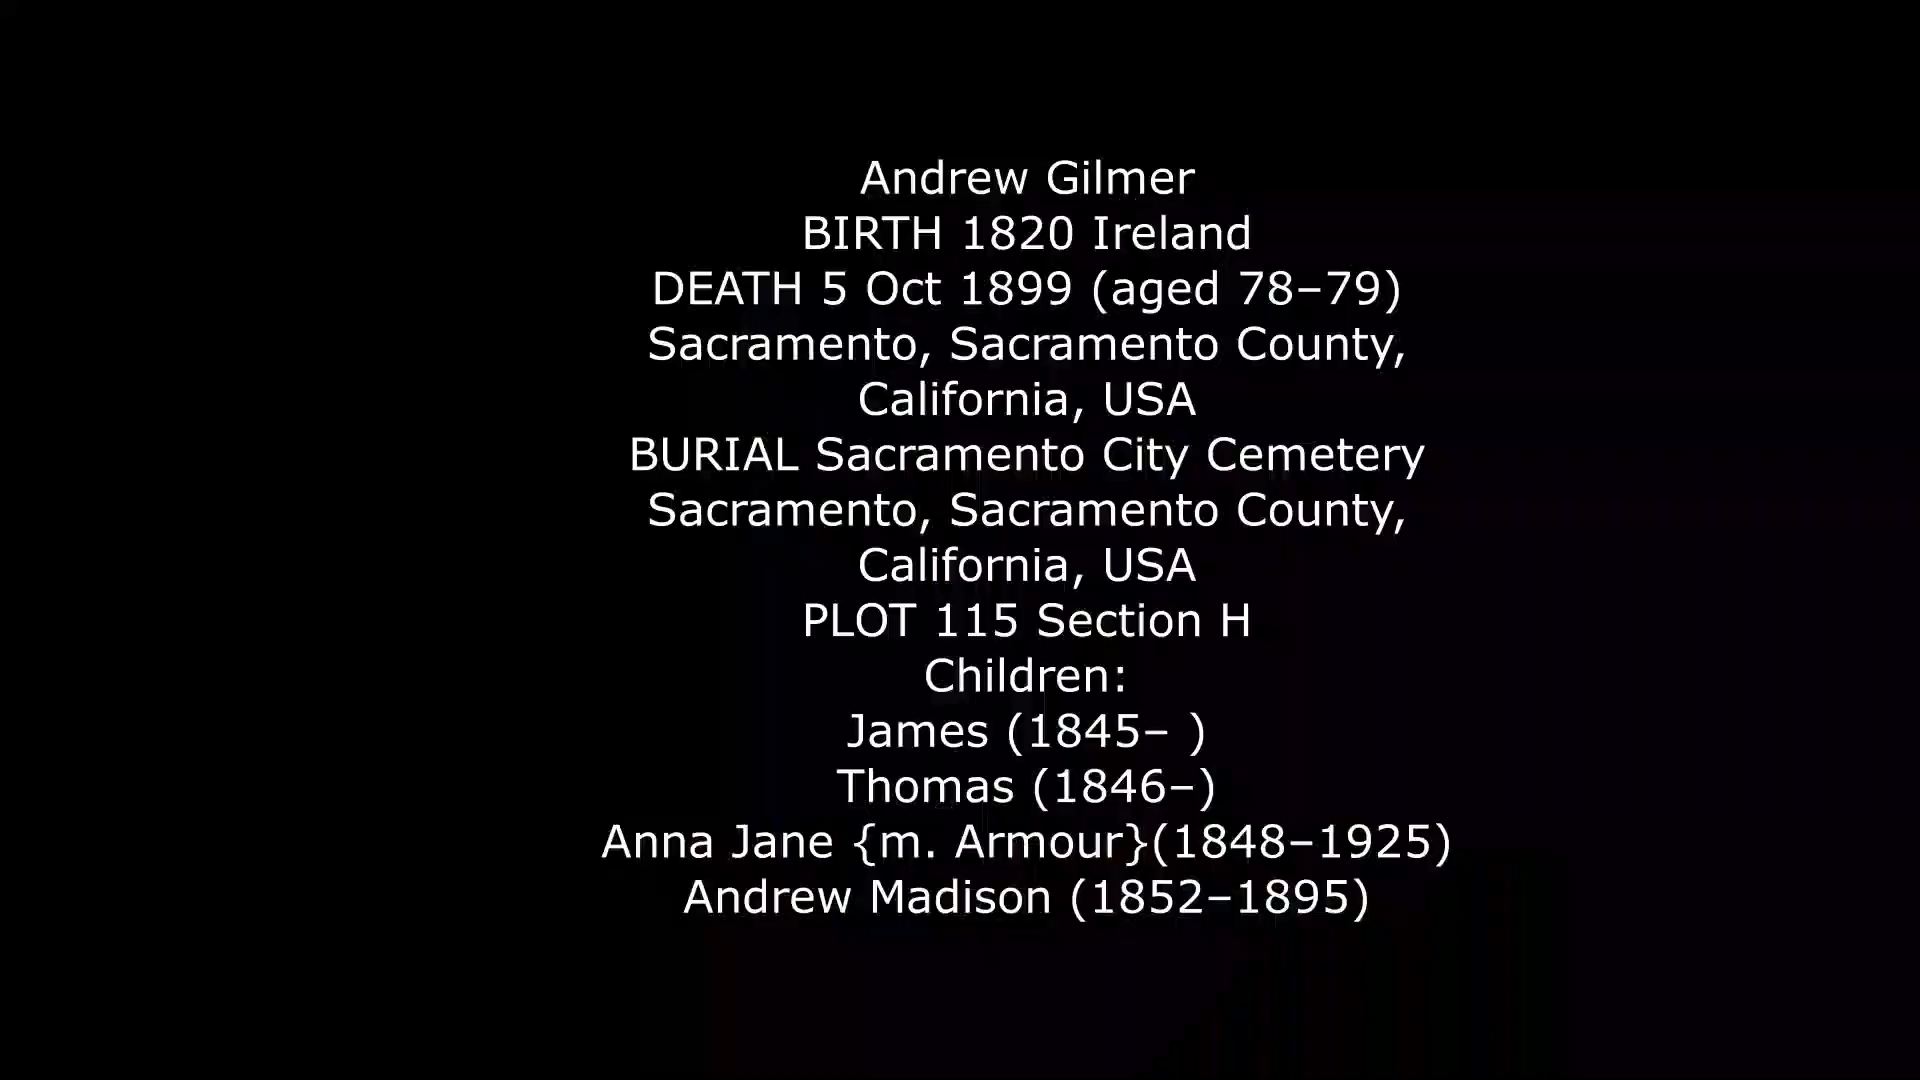 Andrew Gilmer
BIRTH 1820 Ireland
DEATH 5 Oct 1899 (aged 78–79)
Sacramento, Sacramento County,
California, USA
BURIAL Sacramento City Cemetery
Sacramento, Sacramento County,
California, USA
PLOT 115 Section H
Children:
James (1845– )
Thomas (1846–)
Anna Jane {m. Armour}(1848–1925)
Andrew Madison (1852–1895)